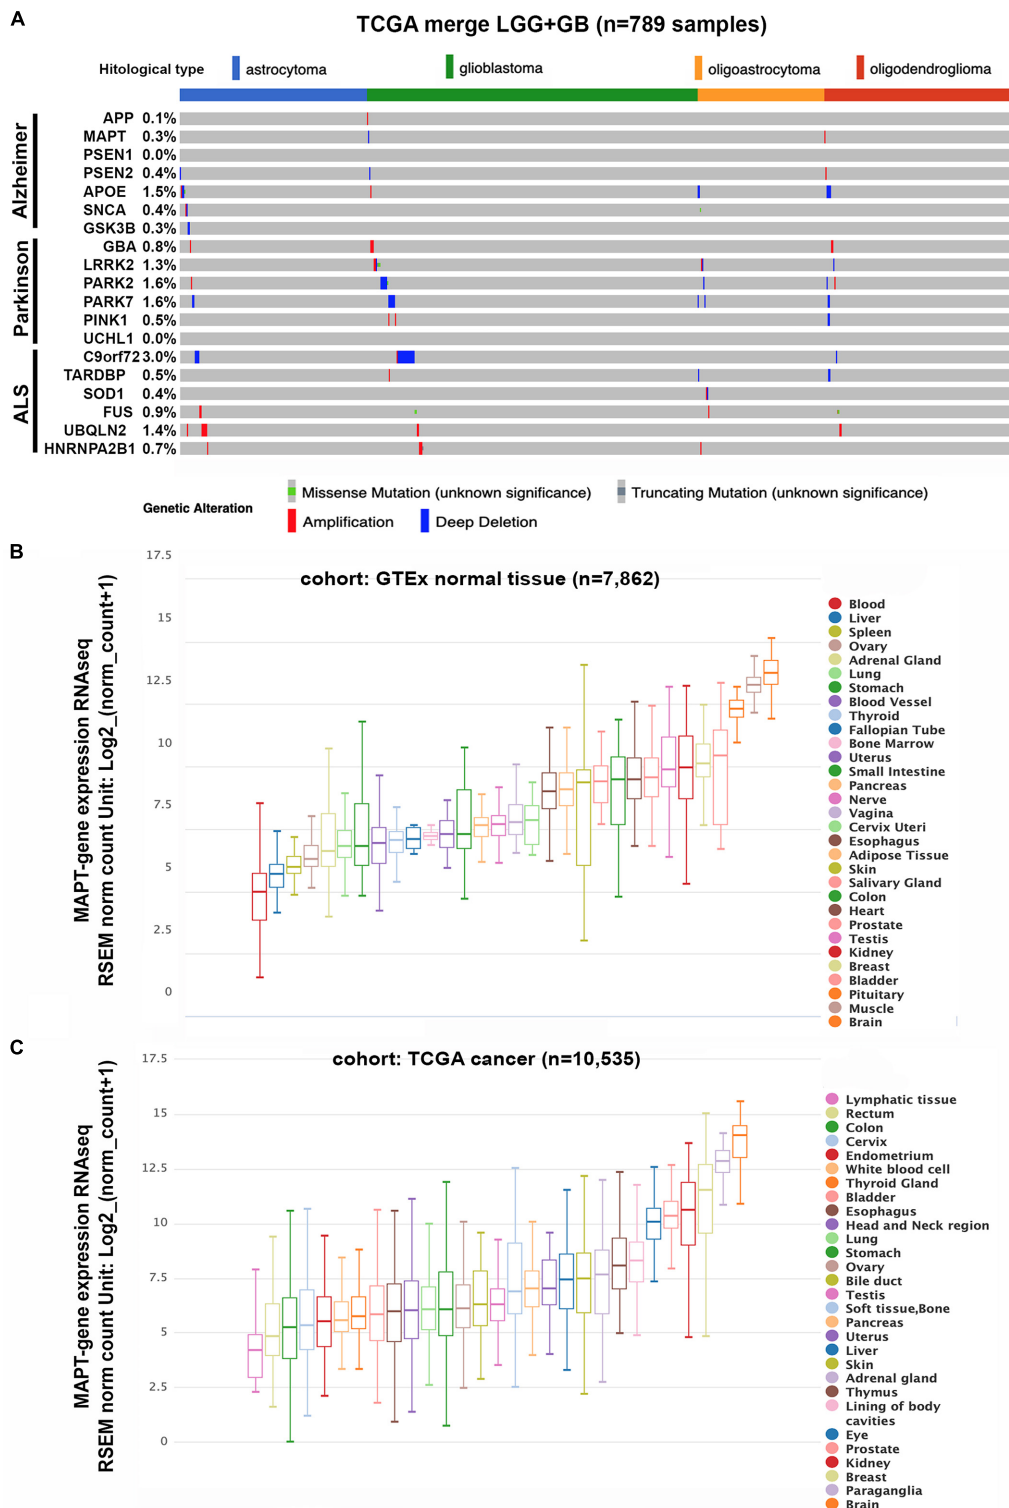 A
TCGA merge LGG+GB (n=789 samples)
Hitological type
astrocytoma
glioblastoma
oligoastrocytoma
oligodendroglioma
Alzheimer
APP 0.1%
MAPT 0.3%
PSEN1 0.0%
PSEN2 0.4%
APOE 1.5%
SNCA 0.4%
GSK3B 0.3%
Parkinson
GBA 0.8%
LRRK2 1.3%
PARK2 1.6%
PARK7 1.6%
PINK1 0.5%
UCHL1 0.0%
ALS
C9orf72 3.0%
TARDBP 0.5%
SOD1 0.4%
FUS 0.9%
UBQLN2 1.4%
HNRNPA2B1 0.7%
Genetic Alteration
Missense Mutation (unknown significance)
Truncating Mutation (unknown significance)
Amplification
Deep Deletion
B
cohort: GTEx normal tissue (n=7,862)
MAPT-gene expression RNAseq
RSEM norm count Unit: Log2_(norm_count+1)
17.5
15
12.5
10
7.5
5
2.5
0
Blood
Liver
Spleen
Ovary
Adrenal Gland
Lung
Stomach
Blood Vessel
Thyroid
Fallopian Tube
Bone Marrow
Uterus
Small Intestine
Pancreas
Nerve
Vagina
Cervix Uteri
Esophagus
Adipose Tissue
Skin
Salivary Gland
Colon
Heart
Prostate
Testis
Kidney
Breast
Bladder
Pituitary
Muscle
Brain
C
cohort: TCGA cancer (n=10,535)
MAPT-gene expression RNAseq
RSEM norm count Unit: Log2_(norm_count+1)
17.5
15
12.5
10
7.5
5
2.5
0
Lymphatic tissue
Rectum
Colon
Cervix
Endometrium
White blood cell
Thyroid Gland
Bladder
Esophagus
Head and Neck region
Lung
Stomach
Ovary
Bile duct
Testis
Soft tissue,Bone
Pancreas
Uterus
Liver
Skin
Adrenal gland
Thymus
Lining of body
cavities
Eye
Prostate
Kidney
Breast
Paraganglia
Brain